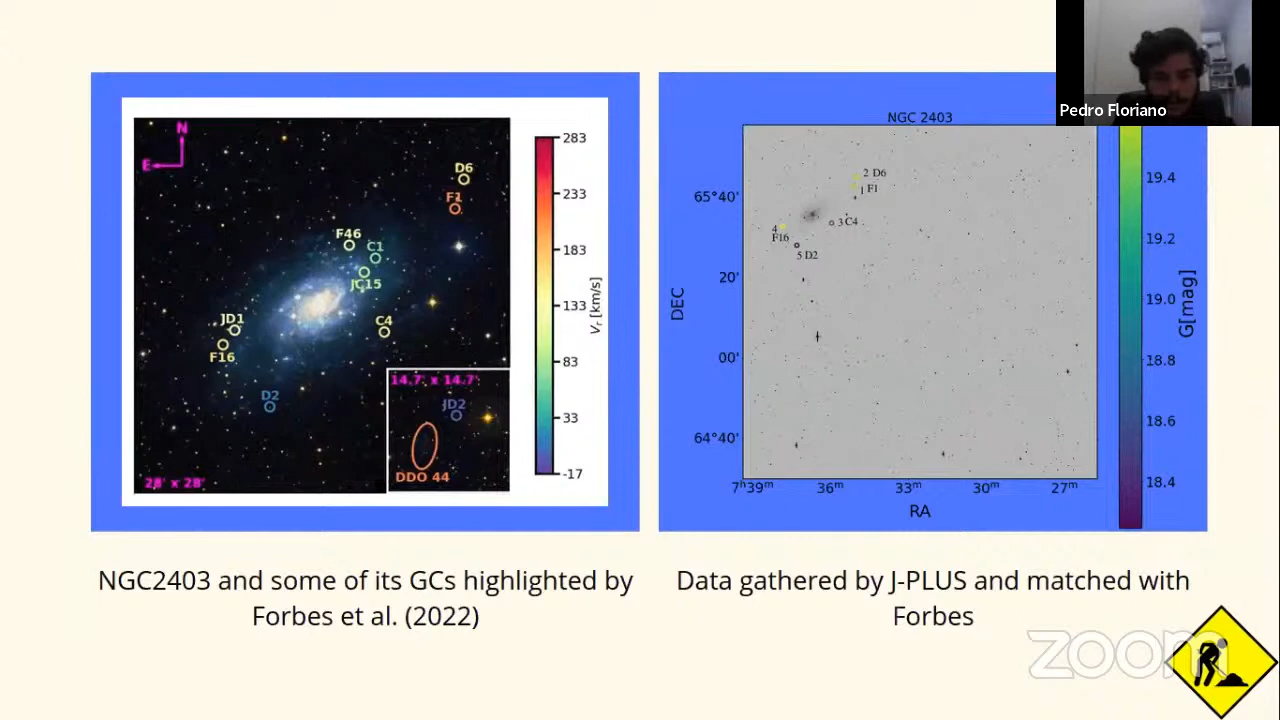 Pedro Floriano
N
E
D6
F1
F46
C1
JC15
JD1
F16
C4
D2
14.7' x 14.7'
JD2
DDO 44
28' x 28'
283
233
183
133
83
33
-17
Vr [km/s]
NGC 2403
2 D6
1 F1
3 C4
4
F16
5 D2
65°40'
20'
00'
64°40'
DEC
7h39m 36m 33m 30m 27m
RA
19.4
19.2
19.0
18.8
18.6
18.4
G[mag]
NGC2403 and some of its GCs highlighted by
Forbes et al. (2022)
Data gathered by J-PLUS and matched with
Forbes
zoom